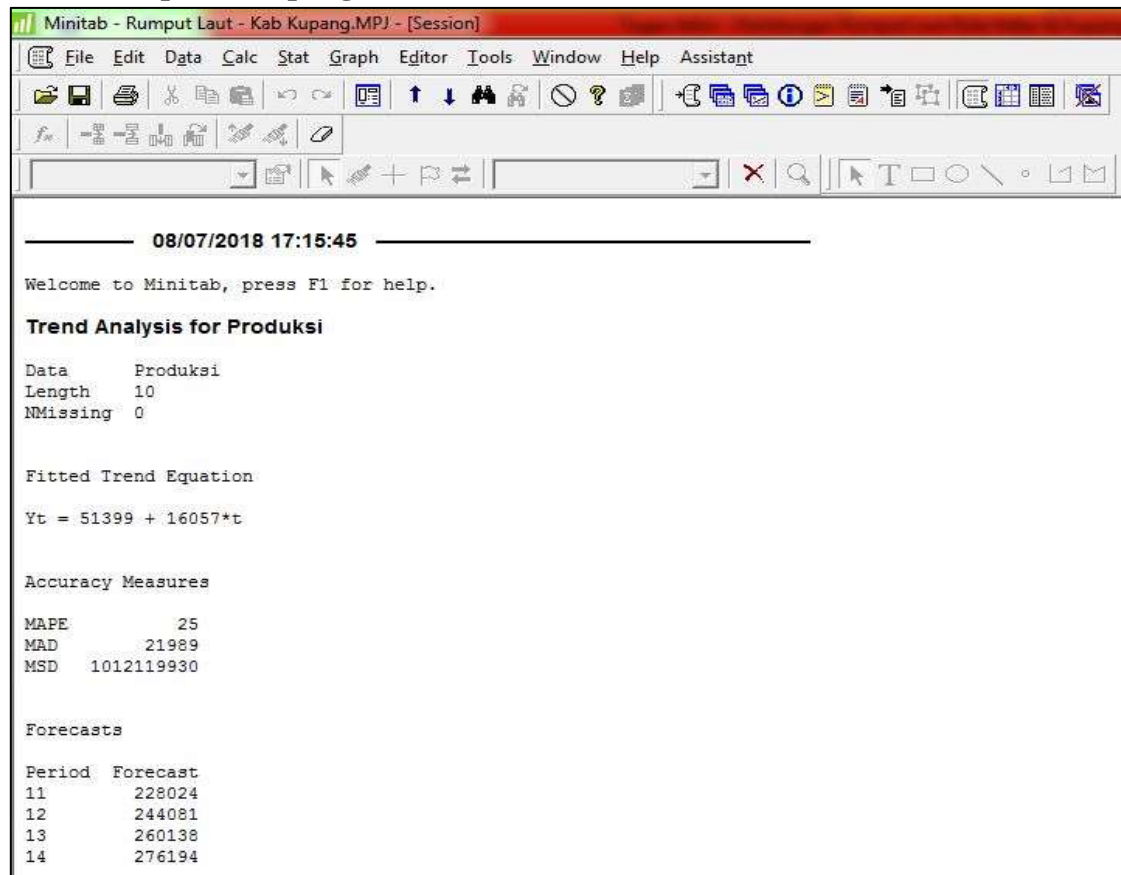 Minitab - Rumput Laut - Kab Kupang.MPJ - [Session]
File Edit Data Calc Stat Graph Editor Tools Window Help Assistant
08/07/2018 17:15:45
Welcome to Minitab, press F1 for help.
Trend Analysis for Produksi
Data Produksi
Length 10
NMissing 0
Fitted Trend Equation
Yt = 51399 + 16057*t
Accuracy Measures
MAPE 25
MAD 21989
MSD 1012119930
Forecasts
Period Forecast
11 228024
12 244081
13 260138
14 276194